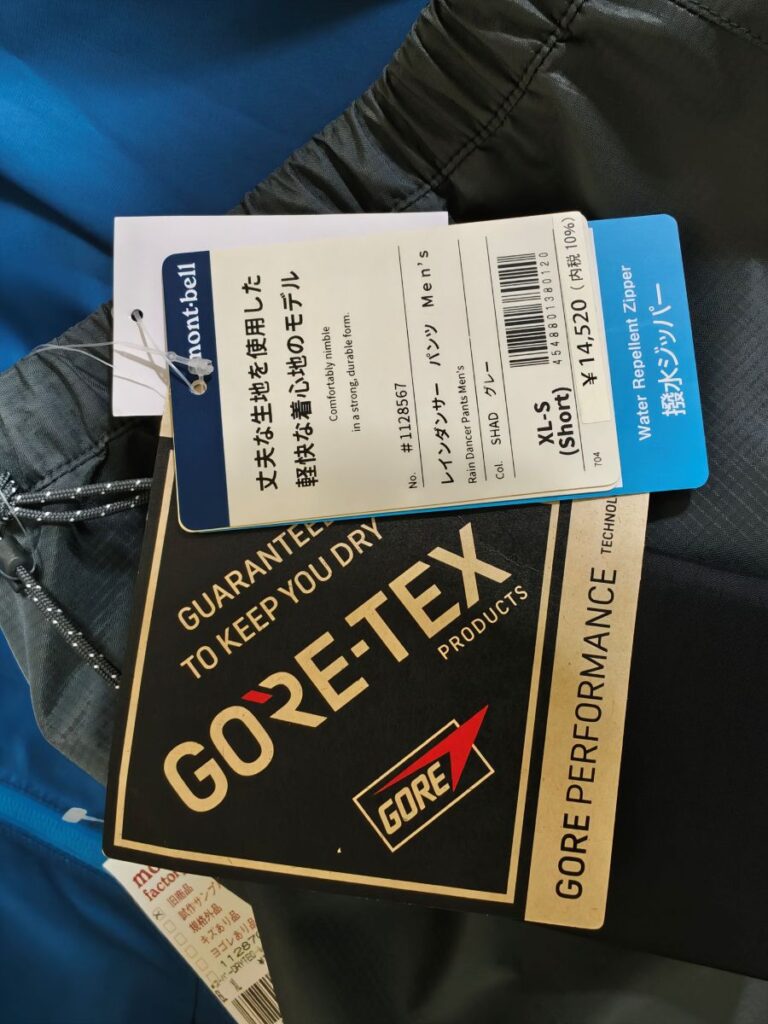 mont·bell
丈夫な生地を使用した
軽快な着心地のモデル
Comfortably nimble
in a strong, durable form.
No. #1128567
レインダンサー パンツ Men's
Rain Dancer Pants Men's
Col. SHAD グレー
4548801380120
XL-S
(Short)
¥14,520 (内税10%)
704
Water Repellent Zipper
撥水ジッパー
GUARANTEED
TO KEEP YOU DRY
GORE-TEX
PRODUCTS
GORE
GORE PERFORMANCE TECHNOL
mo
factor
旧商品
試作サンプ
規格外品
キズあり品
ヨゴレあり品